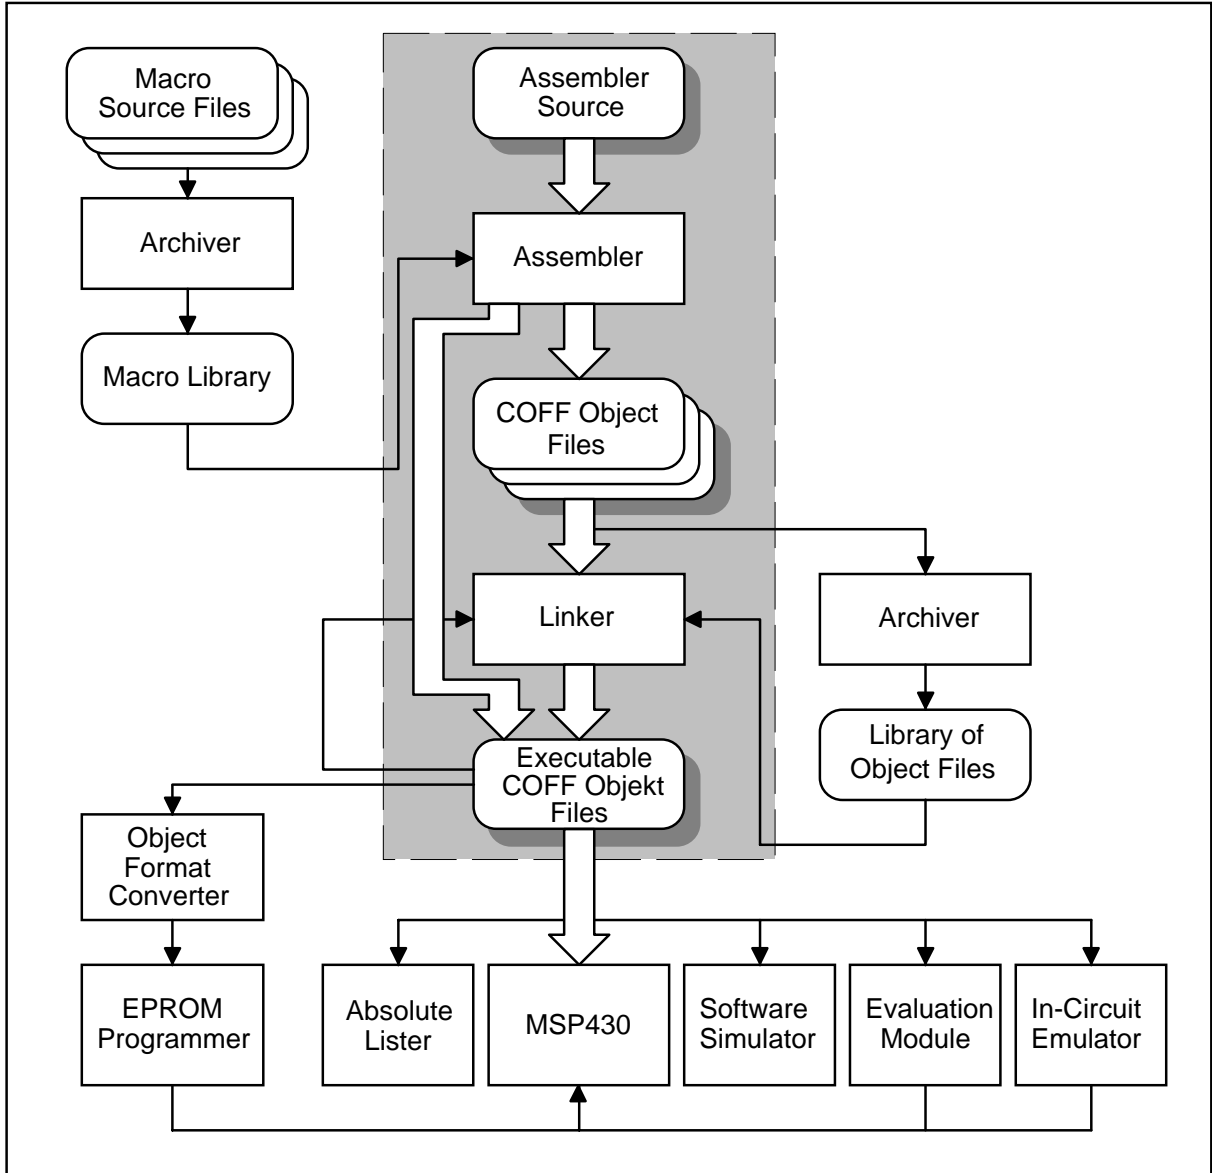 Macro
Source Files
Assembler
Source
Archiver
Assembler
Macro Library
COFF Object
Files
Linker
Archiver
Executable
COFF Objekt
Files
Library of
Object Files
Object
Format
Converter
EPROM
Programmer
Absolute
Lister
MSP430
Software
Simulator
Evaluation
Module
In-Circuit
Emulator